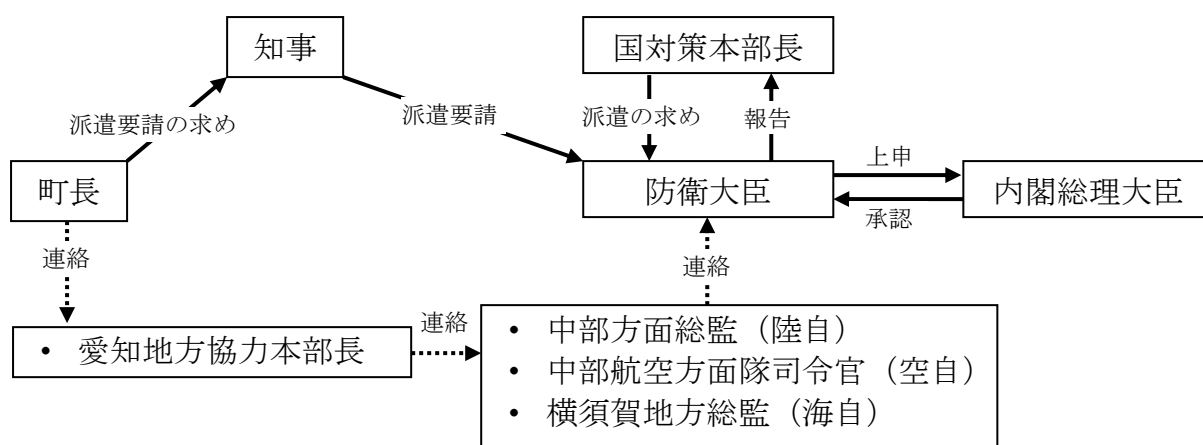 知事
国対策本部長
派遣要請の求め
派遣要請
派遣の求め
報告
町長
防衛大臣
上申
承認
内閣総理大臣
連絡
連絡
・ 愛知地方協力本部長
連絡
・ 中部方面総監（陸自）
・ 中部航空方面隊司令官（空自）
・ 横須賀地方総監（海自）